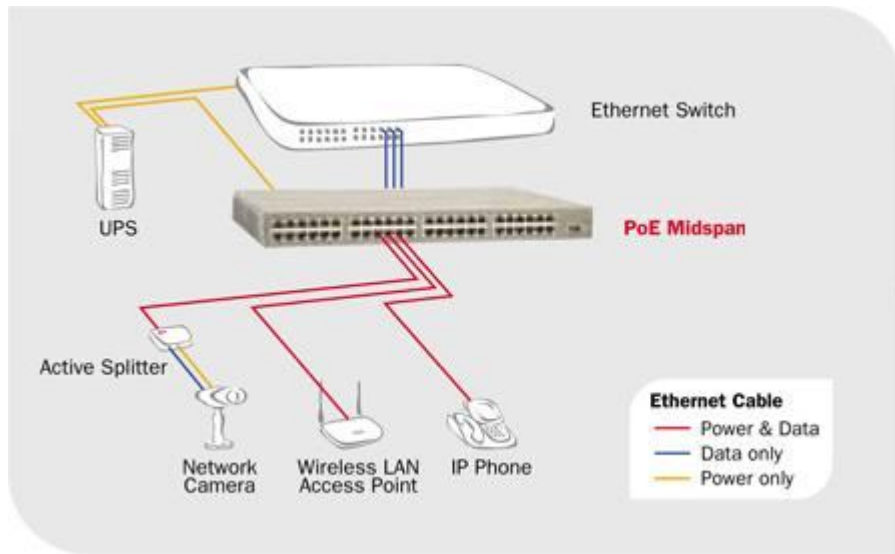 Ethernet Switch
UPS
PoE Midspan
Active Splitter
Network
Camera
Wireless LAN
Access Point
IP Phone
Ethernet Cable
Power & Data
Data only
Power only